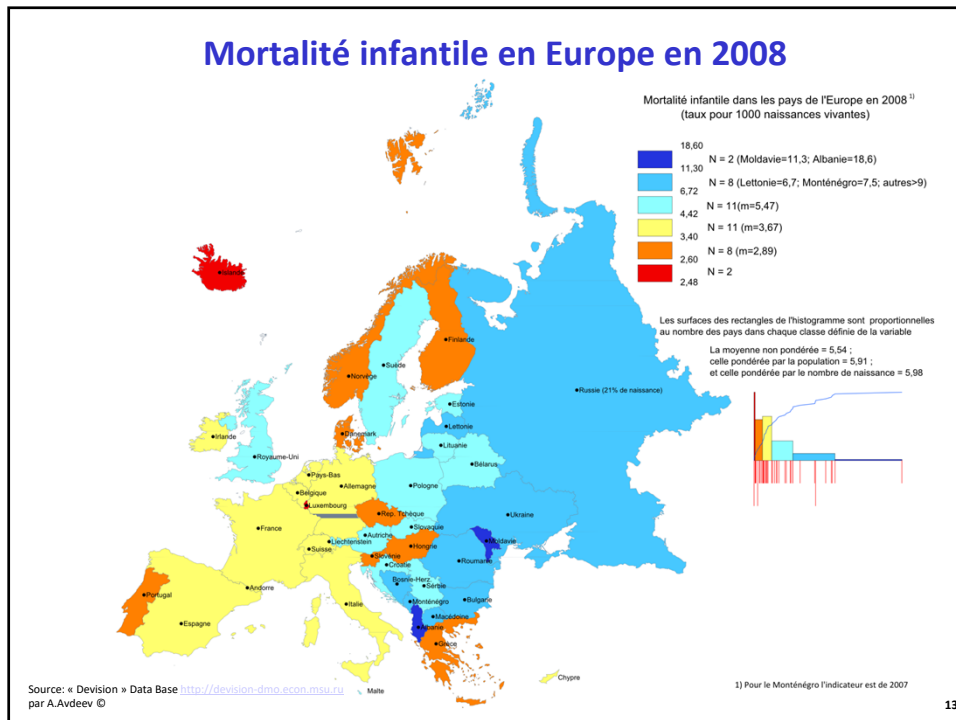 Mortalité infantile en Europe en 2008
Mortalité infantile dans les pays de l'Europe en 2008 ¹⁾
(taux pour 1000 naissances vivantes)
18,60
N = 2 (Moldavie=11,3; Albanie=18,6)
11,30
N = 8 (Lettonie=6,7; Monténégro=7,5; autres>9)
6,72
N = 11(m=5,47)
4,42
N = 11 (m=3,67)
3,40
N = 8 (m=2,89)
2,60
N = 2
2,48
Les surfaces des rectangles de l'histogramme sont proportionnelles
au nombre des pays dans chaque classe définie de la variable
La moyenne non pondérée = 5,54 ;
celle pondérée par la population = 5,91 ;
et celle pondérée par le nombre de naissance = 5,98
Islande
Finlande
Suède
Norvège
Russie (21% de naissance)
Estonie
Lettonie
Danemark
Irlande
Lituanie
Royaume-Uni
Bélarus
Pays-Bas
Allemagne
Pologne
Belgique
Luxembourg
Rep. Tchèque
Ukraine
France
Slovaquie
Autriche
Liechtenstein
Moldavie
Hongrie
Suisse
Slovénie
Roumanie
Croatie
Bosnie-Herz.
Serbie
Andorre
Portugal
Italie
Monténégro
Bulgarie
Macédoine
Espagne
Albanie
Grèce
Chypre
Malte
1) Pour le Monténégro l'indicateur est de 2007
Source: « Devision » Data Base http://devision-dmo.econ.msu.ru
par A.Avdeev ©
13